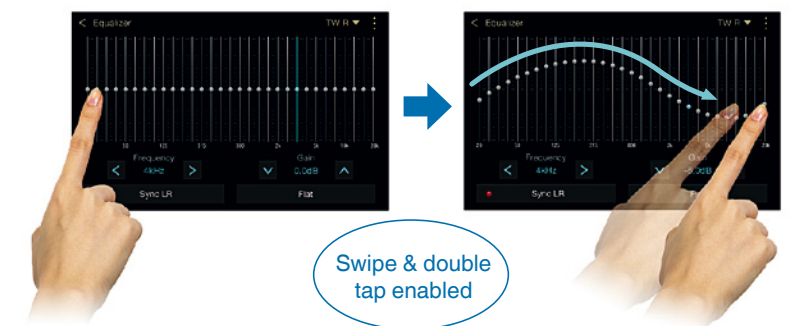 < Equalizer TW R ▼
Frequency Gain
< 4kHz > 0.0dB
Sync LR Flat
< Equalizer TW R ▼
Frequency
< 4kHz >
Sync LR
Swipe & double
tap enabled